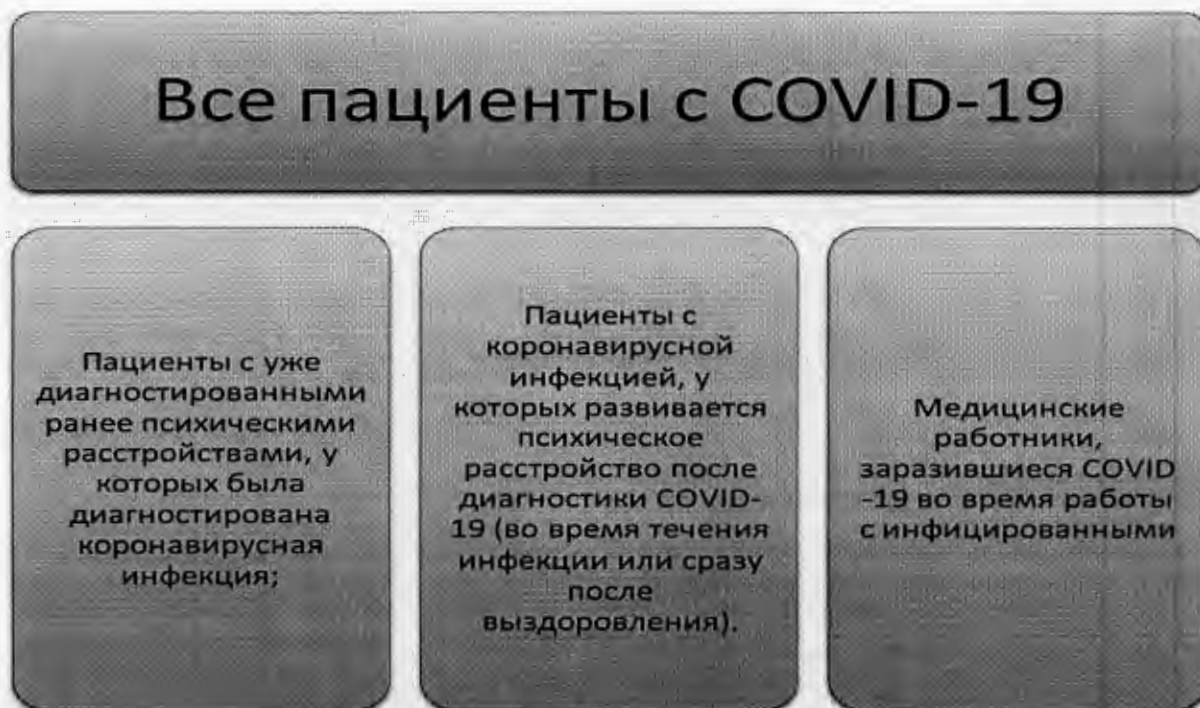 Все пациенты с COVID-19
Пациенты с уже
диагностированными
ранее психическими
расстройствами, у
которых была
диагностирована
коронавирусная
инфекция;
Пациенты с
коронавирусной
инфекцией, у
которых развивается
психическое
расстройство после
диагностики COVID-
19 (во время течения
инфекции или сразу
после
выздоровления).
Медицинские
работники,
заразившиеся COVID
-19 во время работы
с инфицированными